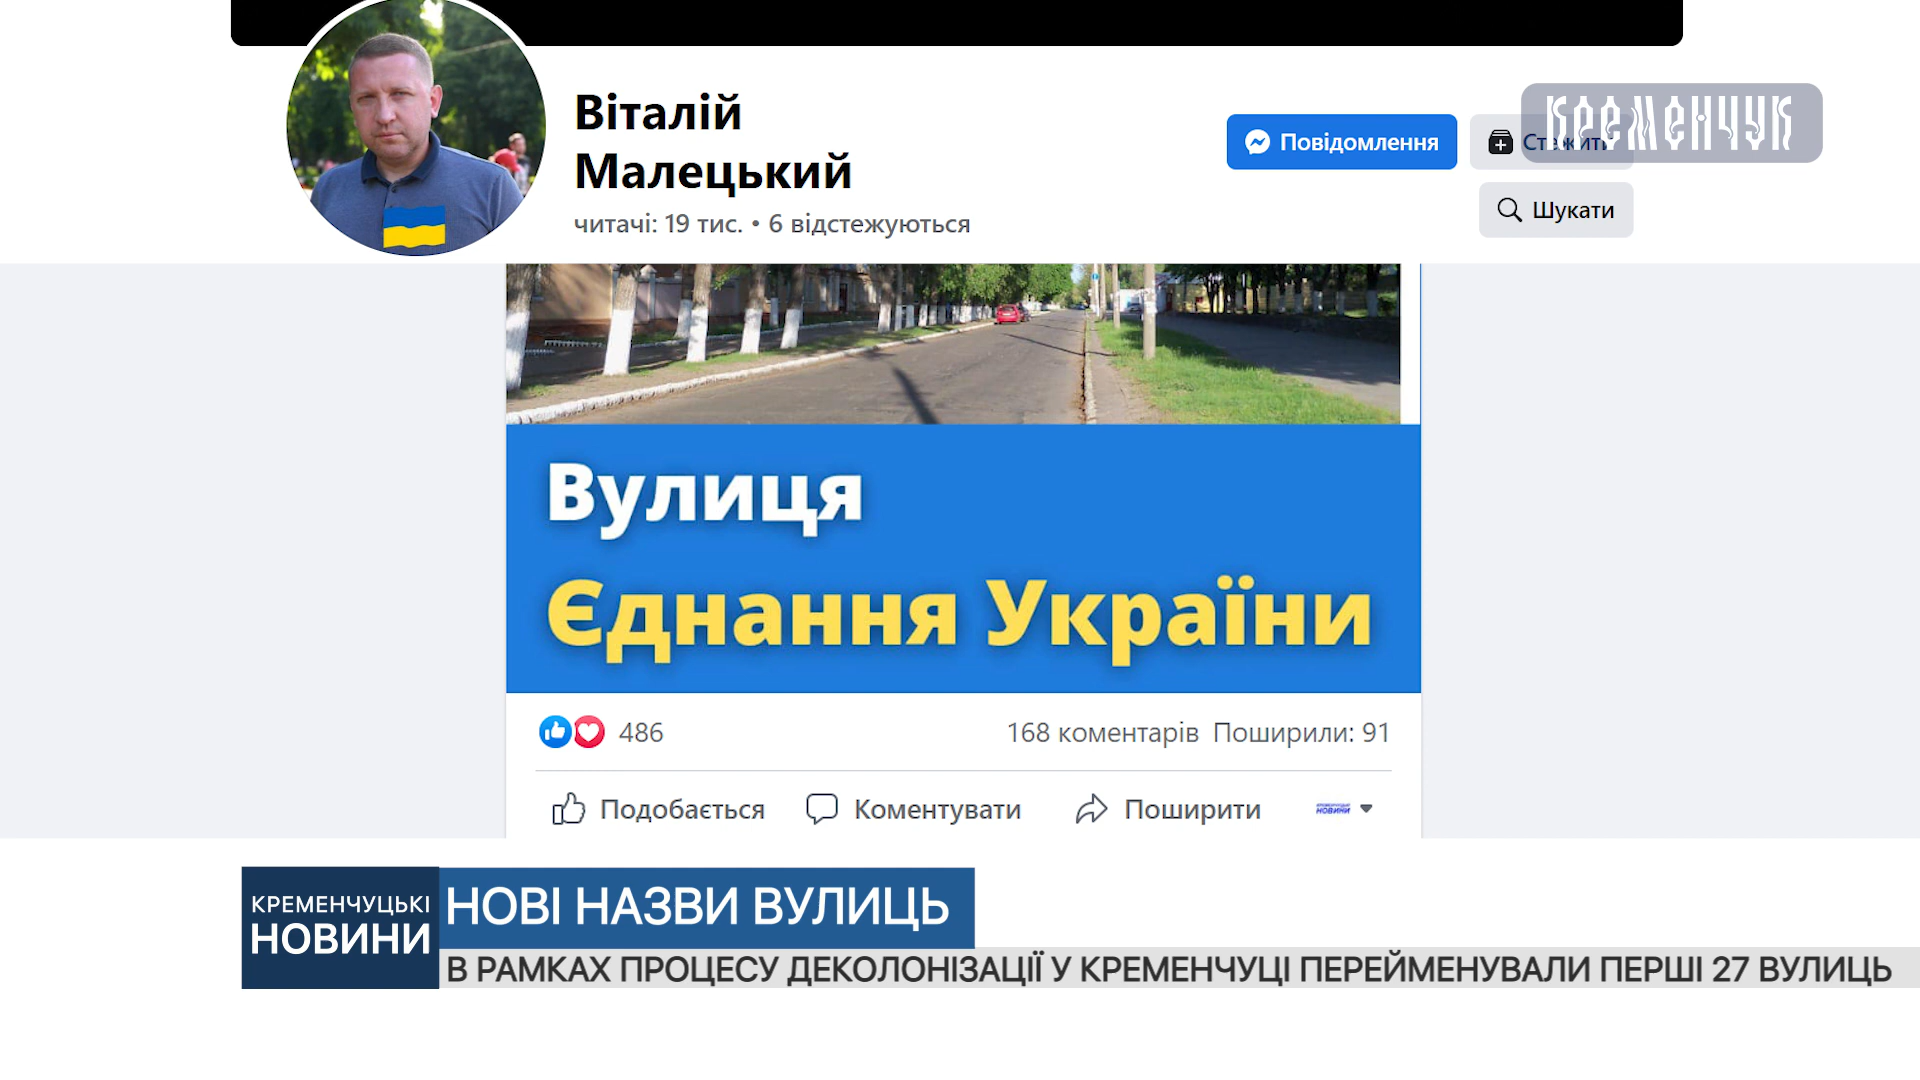 Віталій
Малецький
читачі: 19 тис. • 6 відстежуються
Повідомлення
Стежити
КРЕМЕНЧУК
Шукати
Вулиця
Єднання України
486
168 коментарів Поширили: 91
Подобається
Коментувати
Поширити
КРЕМЕНЧУЦЬКІ
НОВИНИ
НОВІ НАЗВИ ВУЛИЦЬ
В РАМКАХ ПРОЦЕСУ ДЕКОЛОНІЗАЦІЇ У КРЕМЕНЧУЦІ ПЕРЕЙМЕНУВАЛИ ПЕРШІ 27 ВУЛИЦЬ